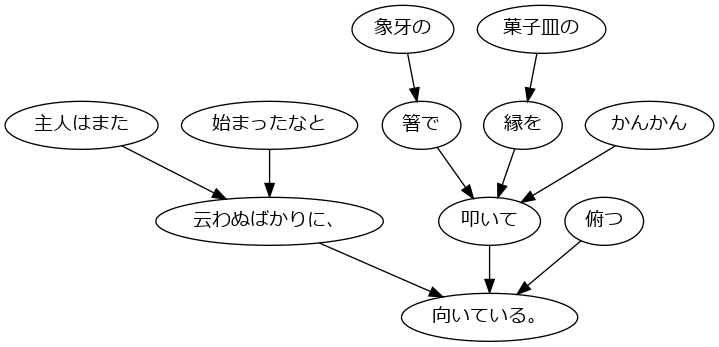 象牙の
菓子皿の
主人はまた
始まったなと
箸で
縁を
かんかん
云わぬばかりに、
叩いて
俯つ
向いている。